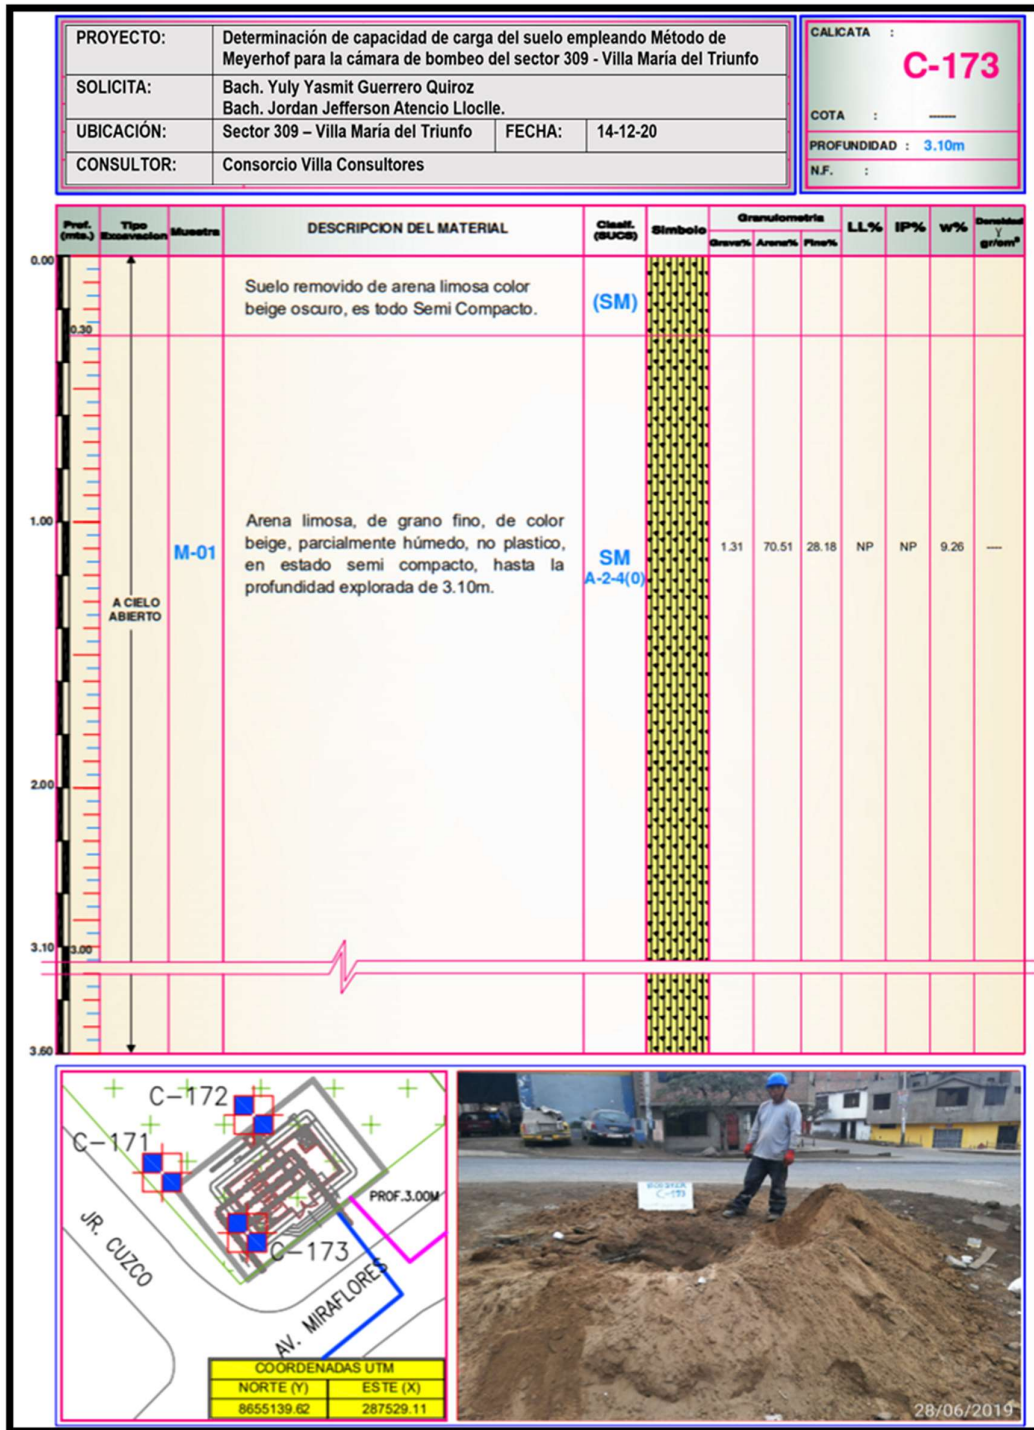 PROYECTO: Determinación de capacidad de carga del suelo empleando Método de
Meyerhof para la cámara de bombeo del sector 309 - Villa María del Triunfo
SOLICITA: Bach. Yuly Yasmit Guerrero Quiroz
Bach. Jordan Jefferson Atencio Lloclle.
UBICACIÓN: Sector 309 – Villa María del Triunfo FECHA: 14-12-20
CONSULTOR: Consorcio Villa Consultores
CALICATA :
C-173
COTA : -------
PROFUNDIDAD : 3.10m
N.F. :
Prof. (mts.) Tipo Excavacion Muestra DESCRIPCION DEL MATERIAL Clasif. (SUCS) Simbolo Granulometria LL% IP% w% Densidad γ gr/cm³
Grava% Arena% Fino%
0.00
Suelo removido de arena limosa color
beige oscuro, es todo Semi Compacto.
(SM)
0.30
1.00
A CIELO
ABIERTO
M-01
Arena limosa, de grano fino, de color
beige, parcialmente húmedo, no plastico,
en estado semi compacto, hasta la
profundidad explorada de 3.10m.
SM
A-2-4(0)
1.31 70.51 28.18 NP NP 9.26 ----
2.00
3.10 3.00
3.60
C-172
C-171
C-173
PROF.3.00M
JR. CUZCO
AV. MIRAFLORES
COORDENADAS UTM
NORTE (Y) ESTE (X)
8655139.62 287529.11
C-173
28/06/2019